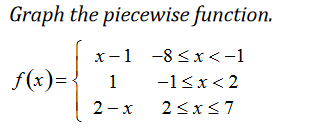 Graph the piecewise function.
x − 1 −8 ≤ x < −1
f(x) = { 1 −1 ≤ x < 2
2 − x 2 ≤ x ≤ 7